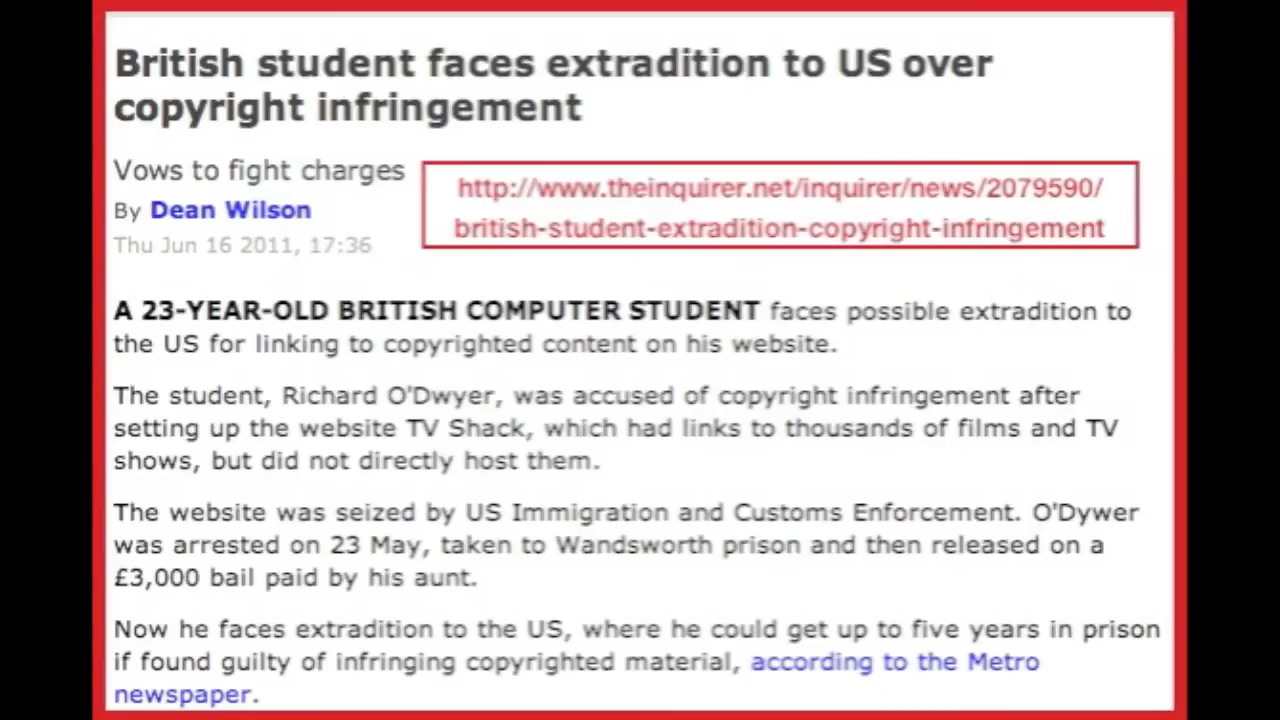 British student faces extradition to US over
copyright infringement
Vows to fight charges
By Dean Wilson
Thu Jun 16 2011, 17:36
http://www.theinquirer.net/inquirer/news/2079590/
british-student-extradition-copyright-infringement
A 23-YEAR-OLD BRITISH COMPUTER STUDENT faces possible extradition to
the US for linking to copyrighted content on his website.
The student, Richard O'Dwyer, was accused of copyright infringement after
setting up the website TV Shack, which had links to thousands of films and TV
shows, but did not directly host them.
The website was seized by US Immigration and Customs Enforcement. O'Dywer
was arrested on 23 May, taken to Wandsworth prison and then released on a
£3,000 bail paid by his aunt.
Now he faces extradition to the US, where he could get up to five years in prison
if found guilty of infringing copyrighted material, according to the Metro
newspaper.